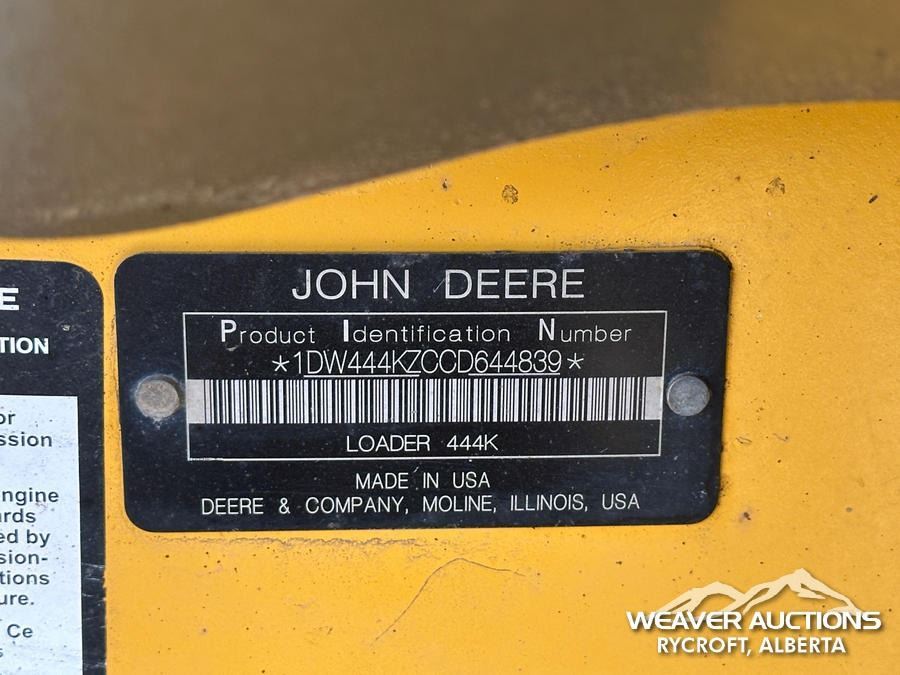 JOHN DEERE
Product Identification Number
*1DW444KZCCD644839*
LOADER 444K
MADE IN USA
DEERE & COMPANY, MOLINE, ILLINOIS, USA
E
TION
or
ssion
ngine
ards
ed by
sion-
tions
ure.
Ce
s
WEAVER AUCTIONS
RYCROFT, ALBERTA